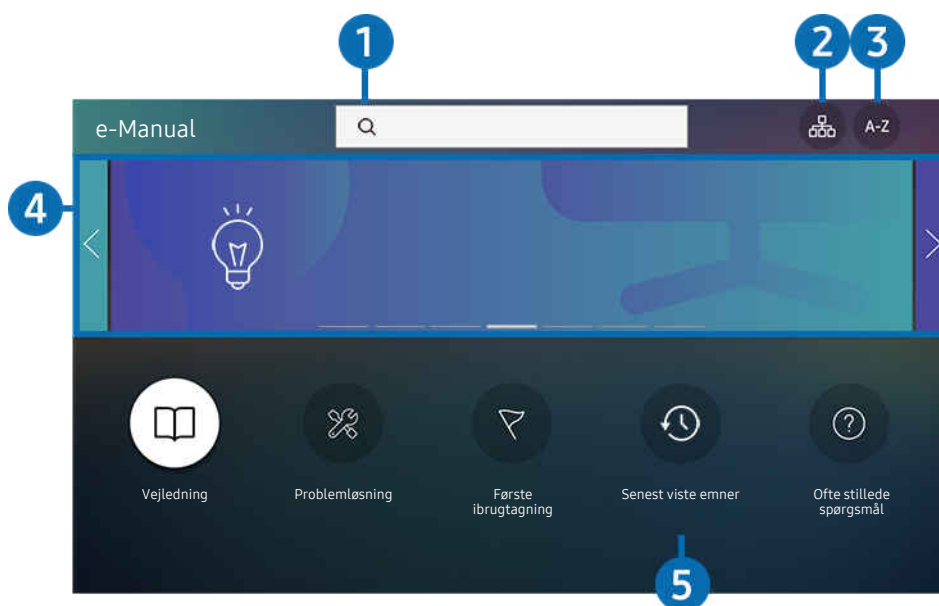 1
2
3
e-Manual
A-Z
4
Vejledning
Problemløsning
Første
ibrugtagning
Senest viste emner
Ofte stillede
spørgsmål
5